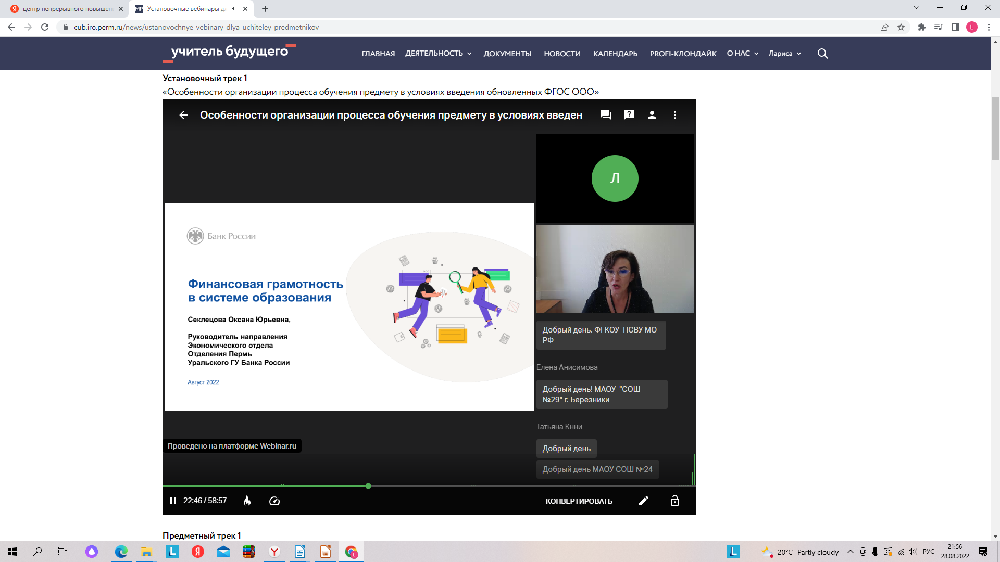 центр непрерывного повышен
Установочные вебинары дл
cub.iro.perm.ru/news/ustanovochnye-vebinary-dlya-uchiteley-predmetnikov
учитель будущего
ГЛАВНАЯ ДЕЯТЕЛЬНОСТЬ ДОКУМЕНТЫ НОВОСТИ КАЛЕНДАРЬ PROFI-КЛОНДАЙК О НАС Лариса
Установочный трек 1
«Особенности организации процесса обучения предмету в условиях введения обновленных ФГОС ООО»
Особенности организации процесса обучения предмету в условиях введен
Л
Банк России
Финансовая грамотность
в системе образования
Секлецова Оксана Юрьевна,
Руководитель направления
Экономического отдела
Отделения Пермь
Уральского ГУ Банка России
Август 2022
Добрый день. ФГКОУ ПСВУ МО
РФ
Елена Анисимова
Добрый день! МАОУ "СОШ
№29" г. Березники
Татьяна Кнни
Добрый день
Добрый день МАОУ СОШ №24
Проведено на платформе Webinar.ru
22:46 / 58:57
КОНВЕРТИРОВАТЬ
Предметный трек 1
20°C Partly cloudy
РУС
21:56
28.08.2022